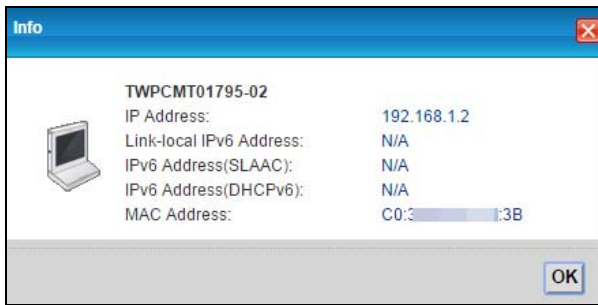 Info
TWPCMT01795-02
IP Address: 192.168.1.2
Link-local IPv6 Address: N/A
IPv6 Address(SLAAC): N/A
IPv6 Address(DHCPv6): N/A
MAC Address: C0: :3B
OK